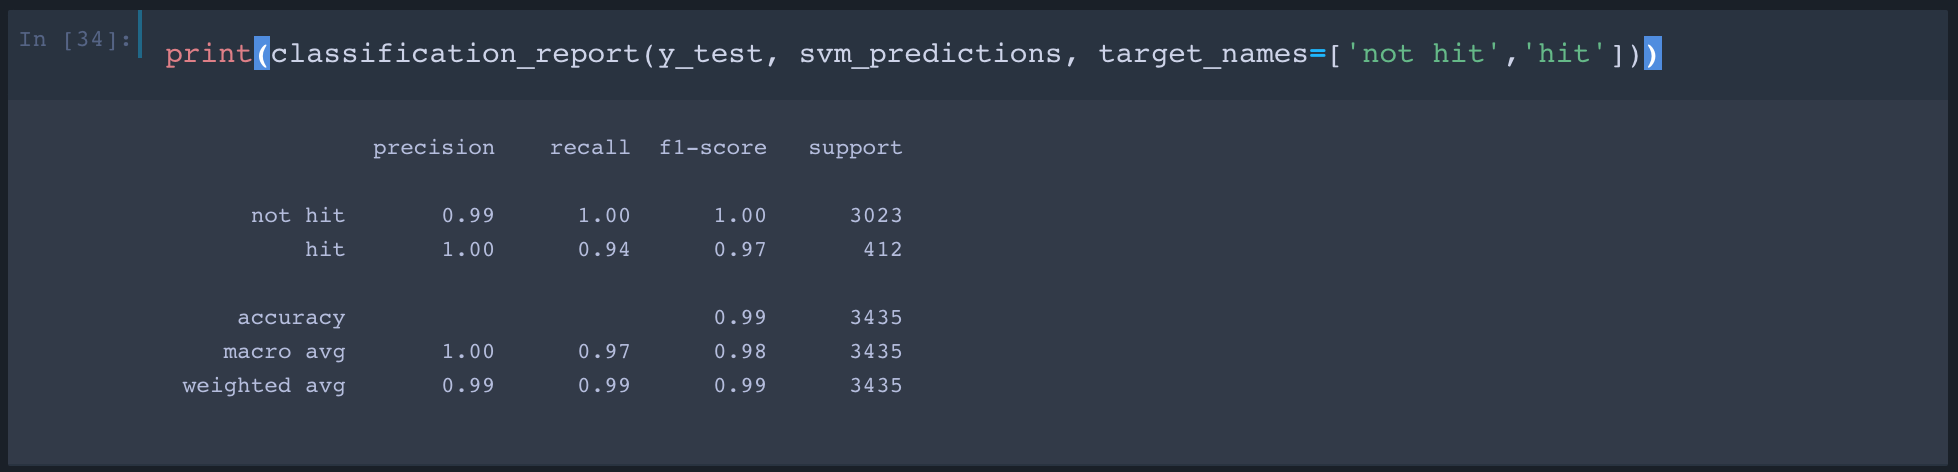 In [34]: print(classification_report(y_test, svm_predictions, target_names=['not hit','hit']))
precision recall f1-score support
not hit 0.99 1.00 1.00 3023
hit 1.00 0.94 0.97 412
accuracy 0.99 3435
macro avg 1.00 0.97 0.98 3435
weighted avg 0.99 0.99 0.99 3435